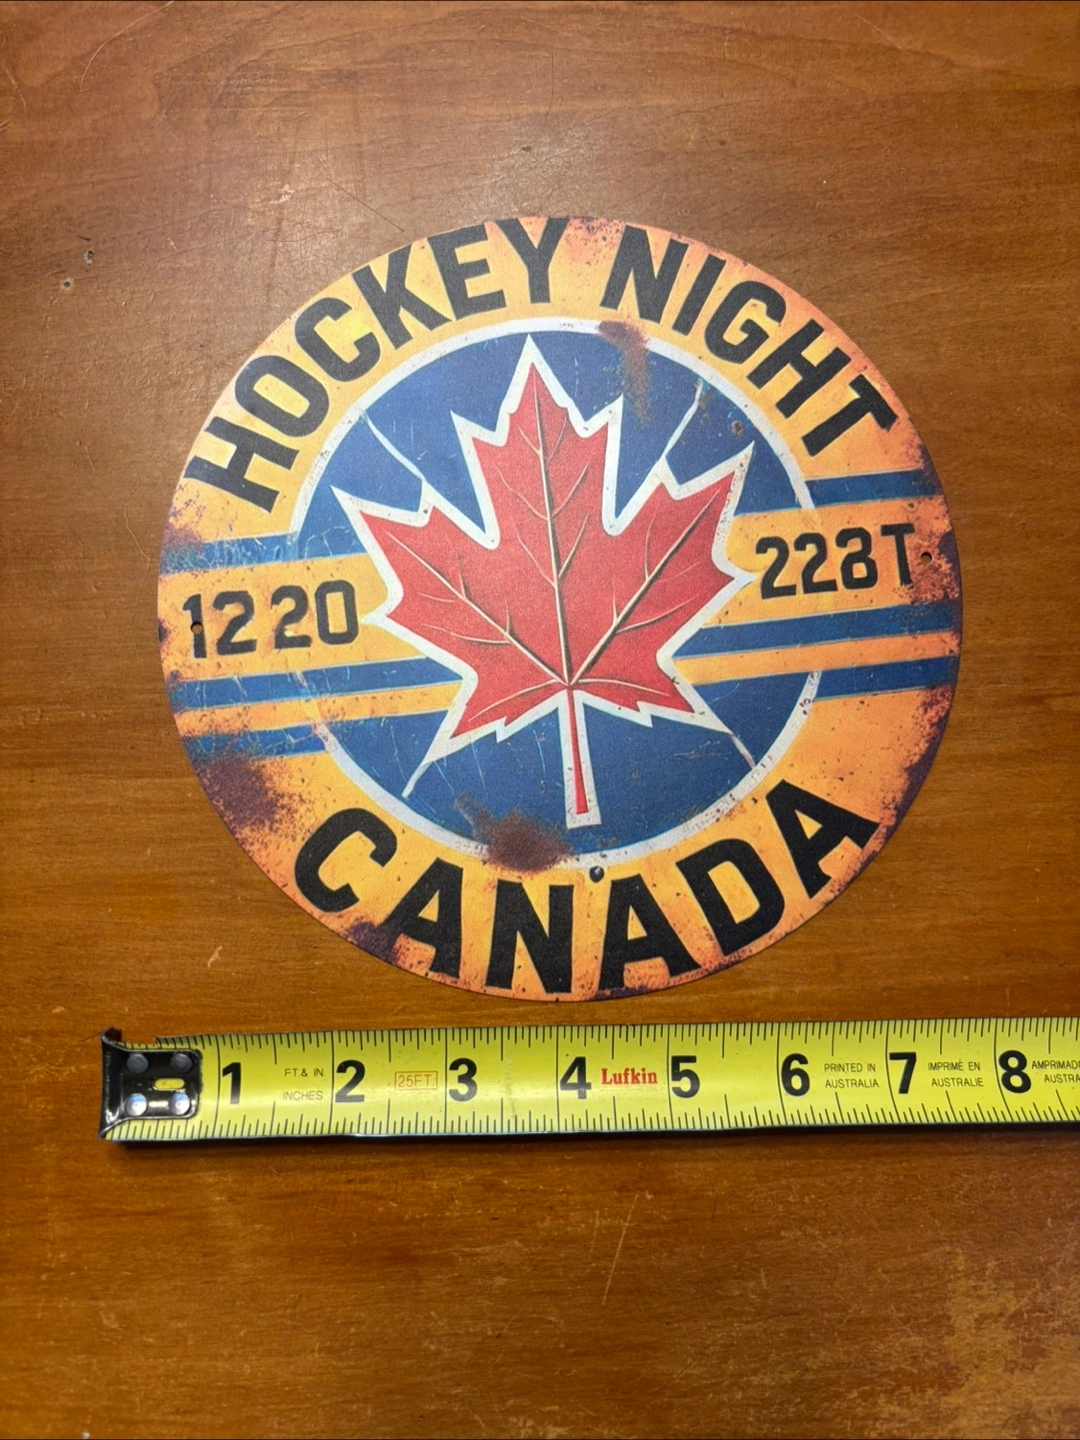 HOCKEY NIGHT
1220
228T
CANADA
1 FT.& IN. INCHES 2 25FT. 3 4 Lufkin 5 6 PRINTED IN AUSTRALIA 7 IMPRIMÉ EN AUSTRALIE 8